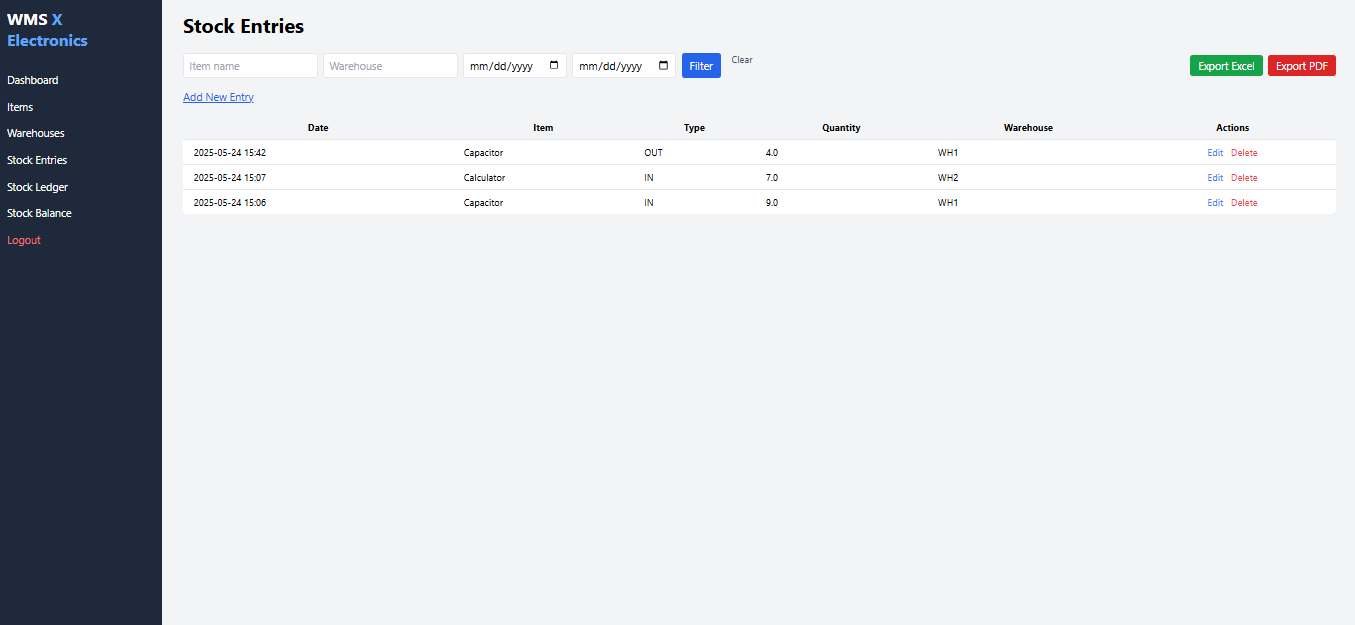 WMS X
Electronics
Dashboard
Items
Warehouses
Stock Entries
Stock Ledger
Stock Balance
Logout
Stock Entries
Item name Warehouse mm/dd/yyyy mm/dd/yyyy Filter Clear Export Excel Export PDF
Add New Entry
Date Item Type Quantity Warehouse Actions
2025-05-24 15:42 Capacitor OUT 4.0 WH1 Edit Delete
2025-05-24 15:07 Calculator IN 7.0 WH2 Edit Delete
2025-05-24 15:06 Capacitor IN 9.0 WH1 Edit Delete